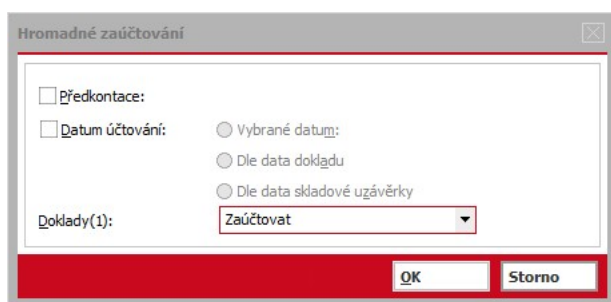 Hromadné zaúčtování
Předkontace:
Datum účtování: Vybrané datum:
Dle data dokladu
Dle data skladové uzávěrky
Doklady(1): Zaúčtovat
OK Storno